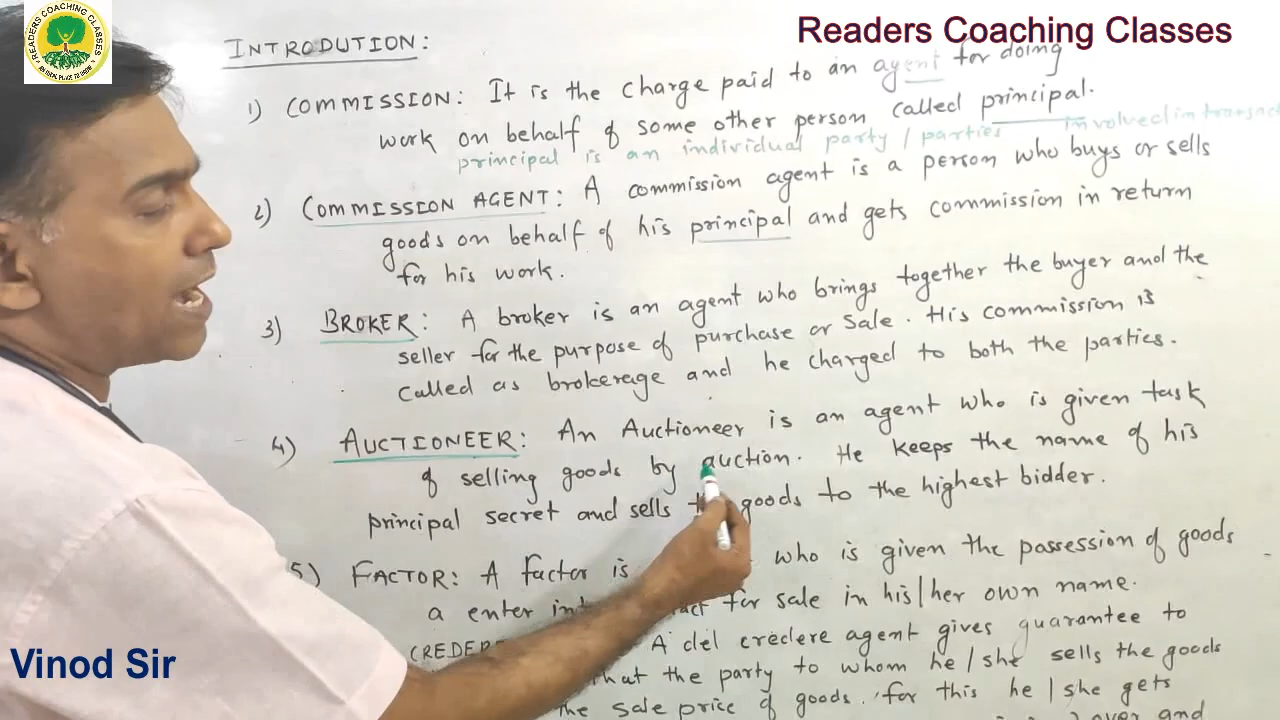 READERS COACHING CLASSES
Readers Coaching Classes
INTRODUTION:
1) COMMISSION: It is the charge paid to an agent for doing
work on behalf of some other person called principal.
principal is an individual party / parties involved in transact
2) COMMISSION AGENT: A commission agent is a person who buys or sells
goods on behalf of his principal and gets commission in return
for his work.
3) BROKER: A broker is an agent who brings together the buyer and the
seller for the purpose of purchase or sale. His commission is
called as brokerage and he charged to both the parties.
4) AUCTIONEER: An Auctioneer is an agent who is given task
of selling goods by auction. He keeps the name of his
principal secret and sells the goods to the highest bidder.
5) FACTOR: A factor is who is given the possession of goods
a enter for sale in his/her own name.
A del credere agent gives guarantee to
that the party to whom he/she sells the goods
the sale price of goods. for this he/she gets
over and
Vinod Sir